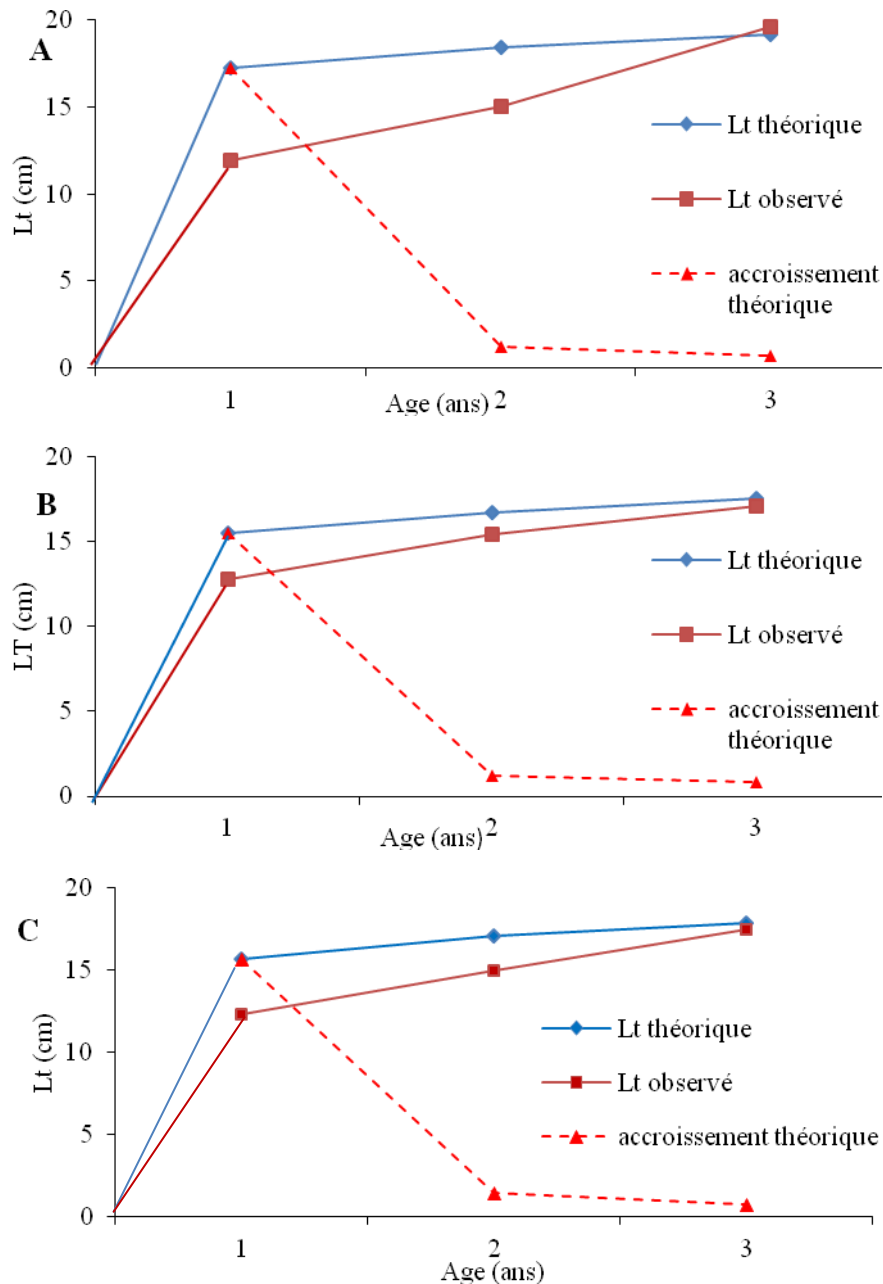 A
20
15
10
5
0
Lt (cm)
Lt théorique
Lt observé
accroissement
théorique
1
2
3
Age (ans)
B
20
15
10
5
0
LT (cm)
Lt théorique
Lt observé
accroissement
théorique
1
2
3
Age (ans)
C
20
15
10
5
0
Lt (cm)
Lt théorique
Lt observé
accroissement théorique
1
2
3
Age (ans)